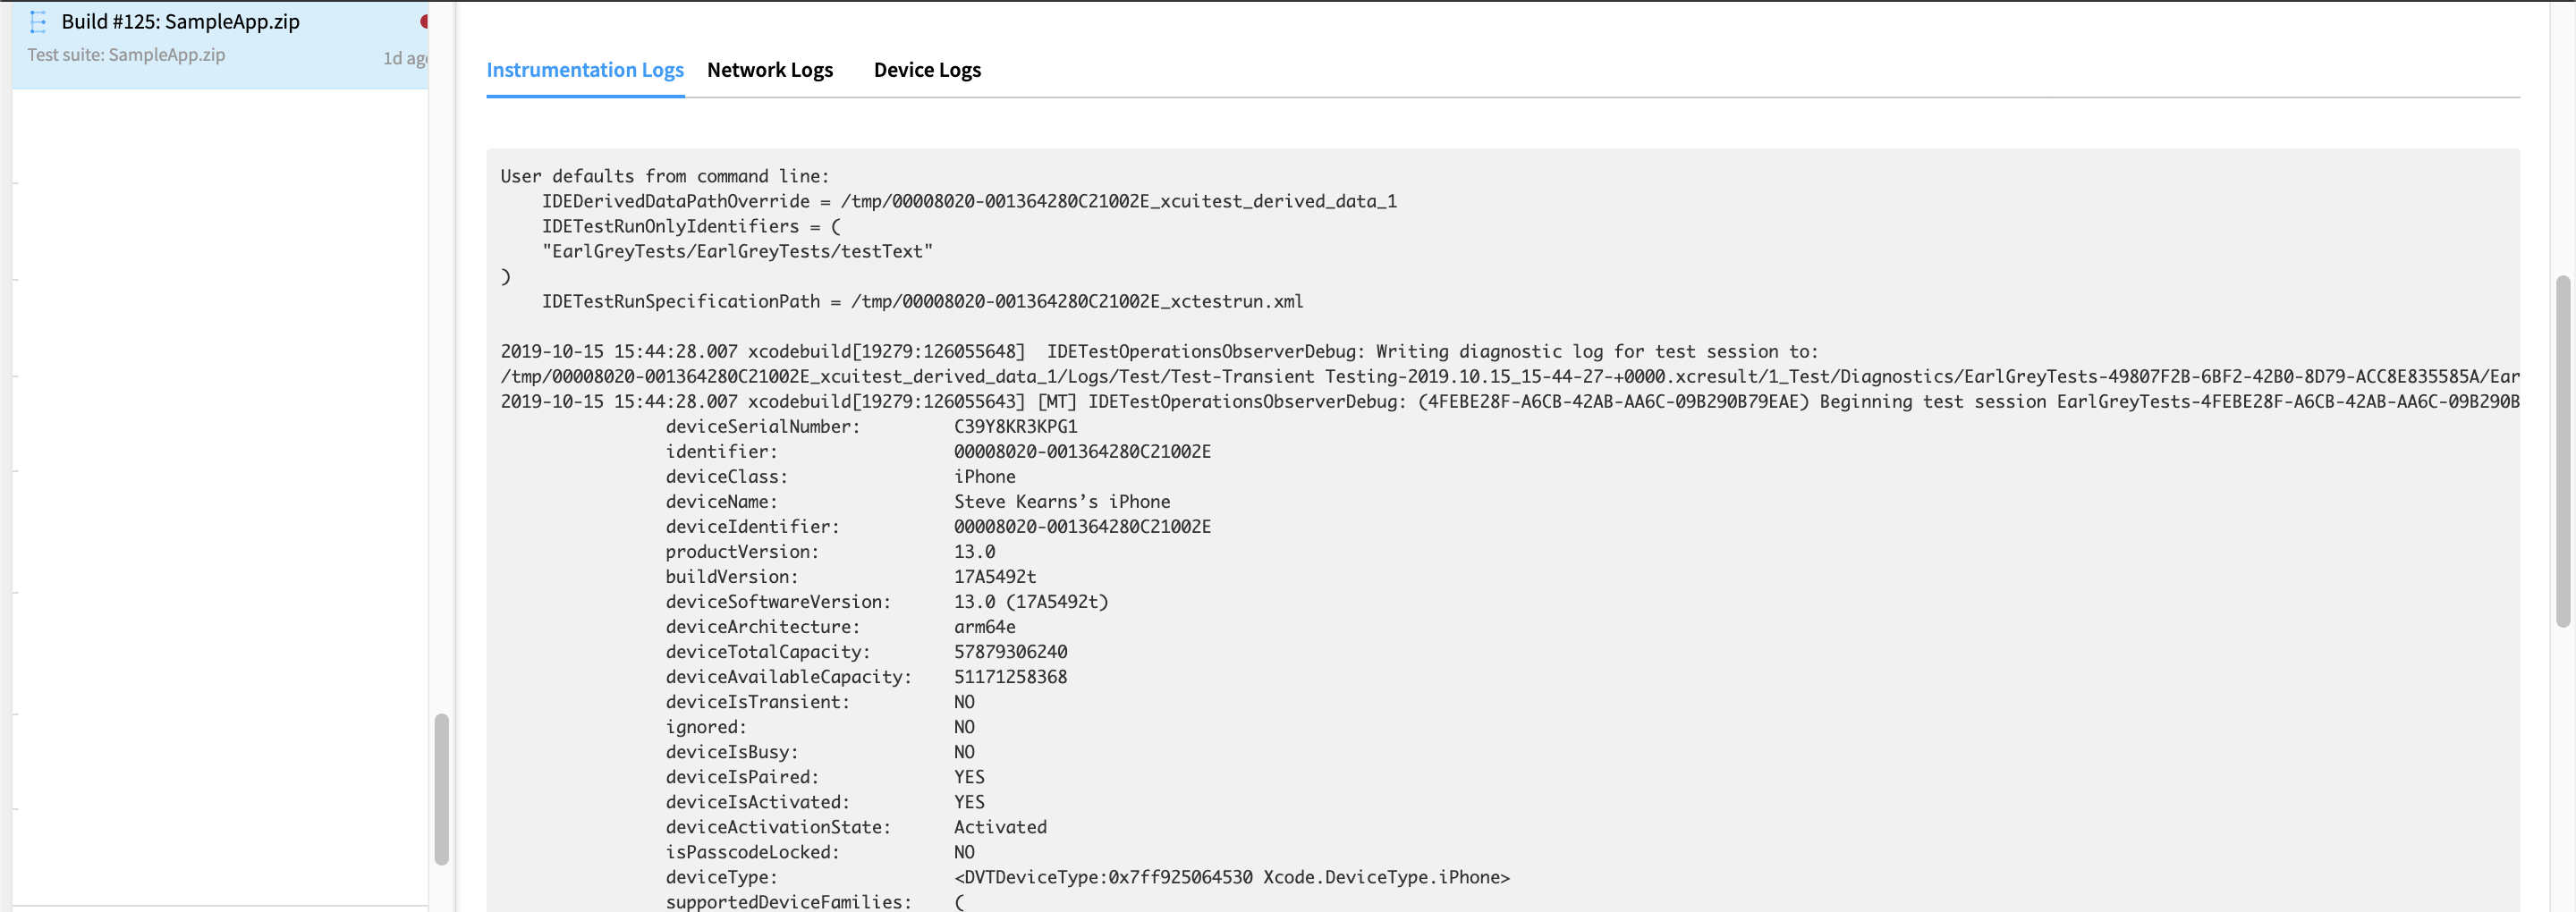 Build #125: SampleApp.zip
Test suite: SampleApp.zip
1d ago
Instrumentation Logs Network Logs Device Logs
User defaults from command line:
    IDEDerivedDataPathOverride = /tmp/00008020-001364280C21002E_xcuitest_derived_data_1
    IDETestRunOnlyIdentifiers = (
    "EarlGreyTests/EarlGreyTests/testText"
)
    IDETestRunSpecificationPath = /tmp/00008020-001364280C21002E_xctestrun.xml
2019-10-15 15:44:28.007 xcodebuild[19279:126055648]  IDETestOperationsObserverDebug: Writing diagnostic log for test session to:
/tmp/00008020-001364280C21002E_xcuitest_derived_data_1/Logs/Test/Test-Transient Testing-2019.10.15_15-44-27-+0000.xcresult/1_Test/Diagnostics/EarlGreyTests-49807F2B-6BF2-42B0-8D79-ACC8E835585A/Ear
2019-10-15 15:44:28.007 xcodebuild[19279:126055643] [MT] IDETestOperationsObserverDebug: (4FEBE28F-A6CB-42AB-AA6C-09B290B79EAE) Beginning test session EarlGreyTests-4FEBE28F-A6CB-42AB-AA6C-09B290B
deviceSerialNumber: C39Y8KR3KPG1
identifier: 00008020-001364280C21002E
deviceClass: iPhone
deviceName: Steve Kearns’s iPhone
deviceIdentifier: 00008020-001364280C21002E
productVersion: 13.0
buildVersion: 17A5492t
deviceSoftwareVersion: 13.0 (17A5492t)
deviceArchitecture: arm64e
deviceTotalCapacity: 57879306240
deviceAvailableCapacity: 51171258368
deviceIsTransient: NO
ignored: NO
deviceIsBusy: NO
deviceIsPaired: YES
deviceIsActivated: YES
deviceActivationState: Activated
isPasscodeLocked: NO
deviceType: <DVTDeviceType:0x7ff925064530 Xcode.DeviceType.iPhone>
supportedDeviceFamilies: (